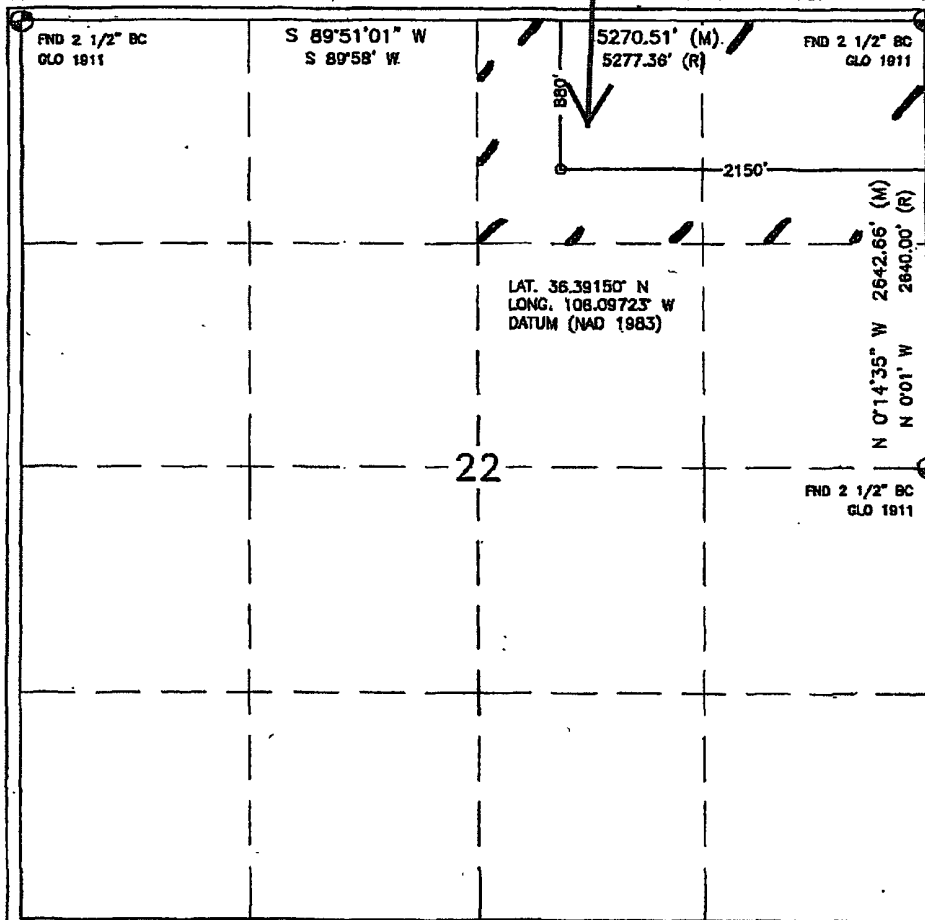 FND 2 1/2" BC
GLO 1911
S 89°51'01" W
S 89°58' W
5270.51' (M)
5277.36' (R)
FND 2 1/2" BC
GLO 1911
880'
2150'
N 0°14'35" W 2642.66' (M)
N 0°01' W 2640.00' (R)
LAT. 36.39150° N
LONG. 106.09723° W
DATUM (NAD 1983)
22
FND 2 1/2" BC
GLO 1911